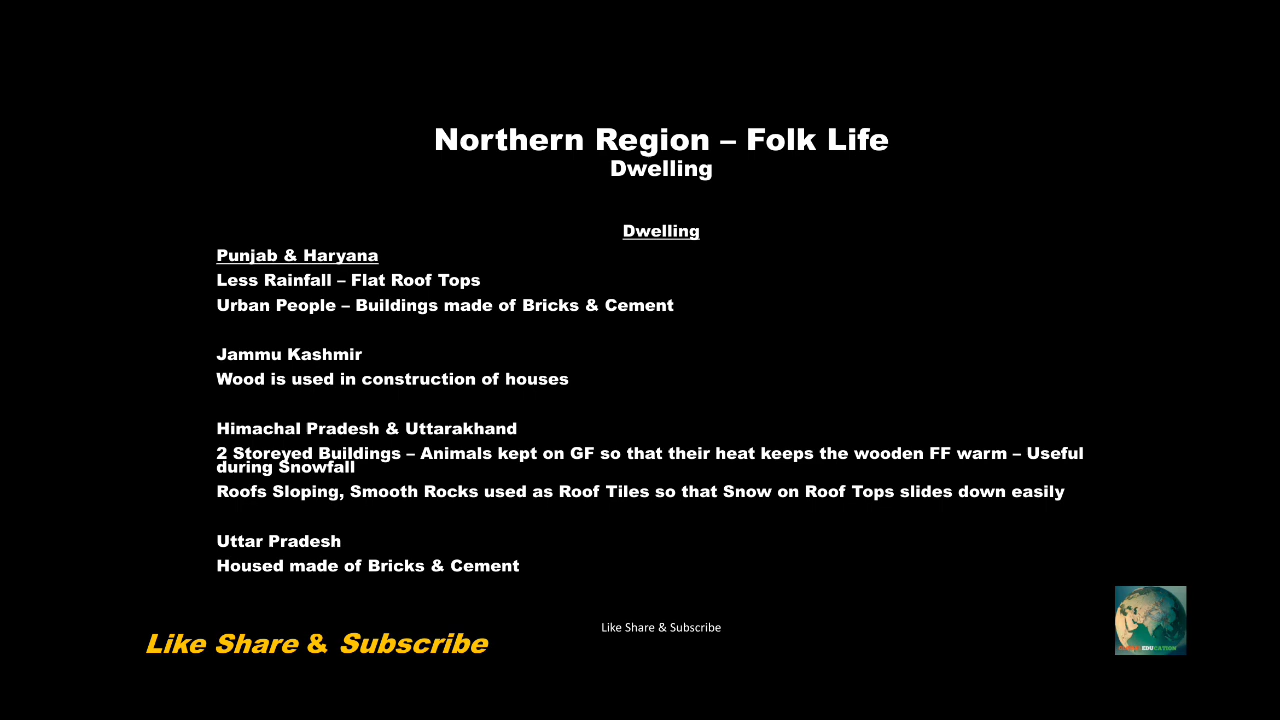 Northern Region – Folk Life
Dwelling
Dwelling
Punjab & Haryana
Less Rainfall – Flat Roof Tops
Urban People – Buildings made of Bricks & Cement
Jammu Kashmir
Wood is used in construction of houses
Himachal Pradesh & Uttarakhand
2 Storeyed Buildings – Animals kept on GF so that their heat keeps the wooden FF warm – Useful
during Snowfall
Roofs Sloping, Smooth Rocks used as Roof Tiles so that Snow on Roof Tops slides down easily
Uttar Pradesh
Housed made of Bricks & Cement
Like Share & Subscribe
Like Share & Subscribe
EDUCATION